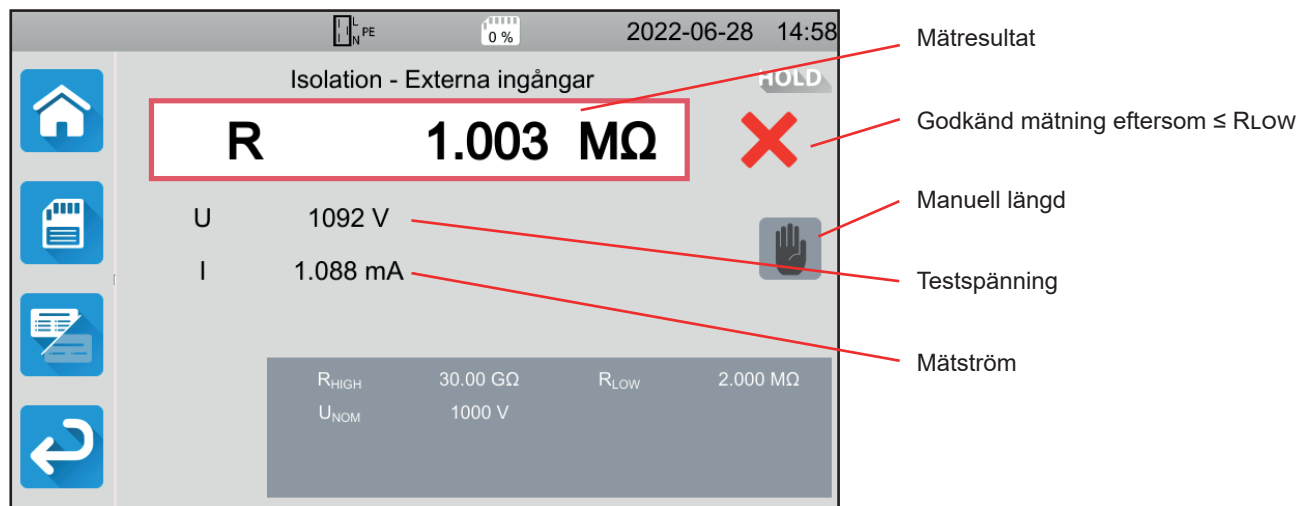 L
N PE
0 %
2022-06-28 14:58
Isolation - Externa ingångar
HOLD
R 1.003 MΩ
U 1092 V
I 1.088 mA
RHIGH 30.00 GΩ RLOW 2.000 MΩ
UNOM 1000 V
Mätresultat
Godkänd mätning eftersom ≤ RLOW
Manuell längd
Testspänning
Mätström